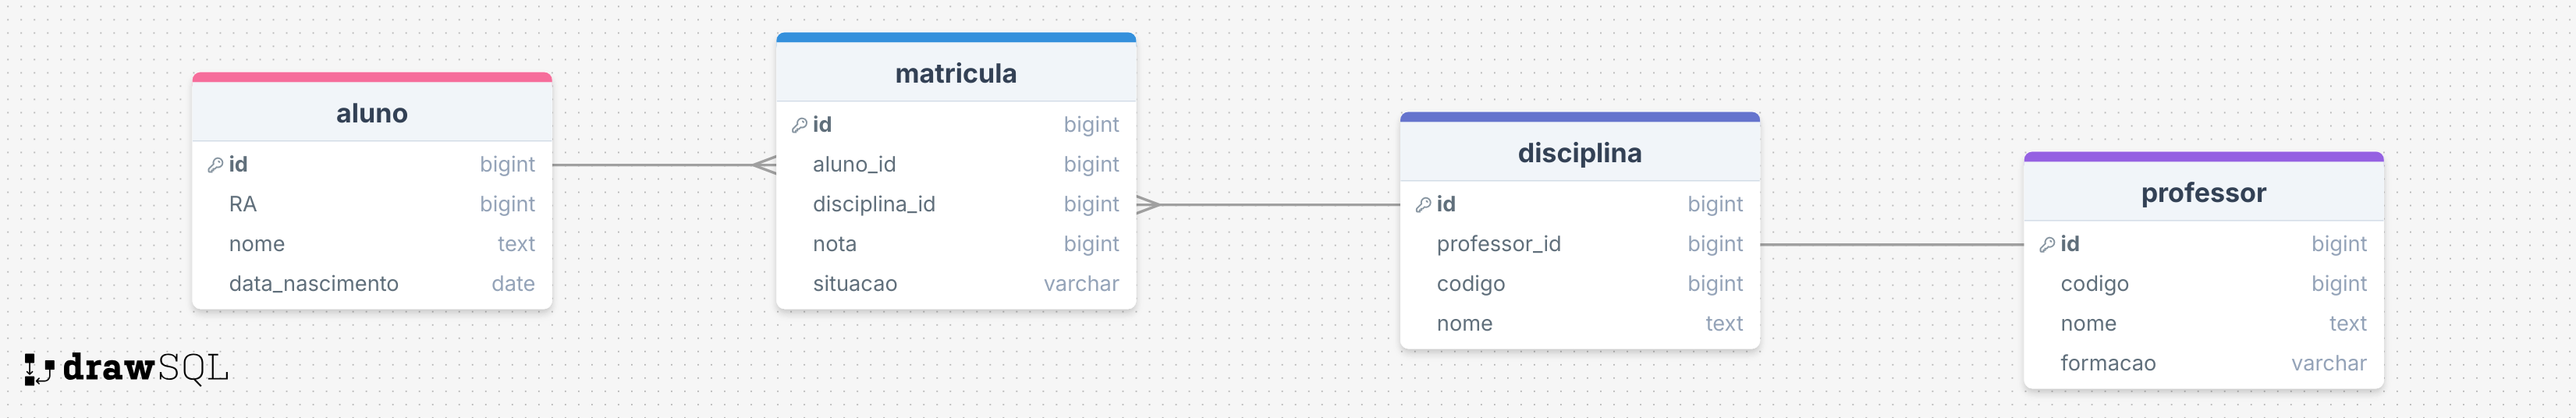 aluno
id bigint
RA bigint
nome text
data_nascimento date
matricula
id bigint
aluno_id bigint
disciplina_id bigint
nota bigint
situacao varchar
disciplina
id bigint
professor_id bigint
codigo bigint
nome text
professor
id bigint
codigo bigint
nome text
formacao varchar
drawSQL